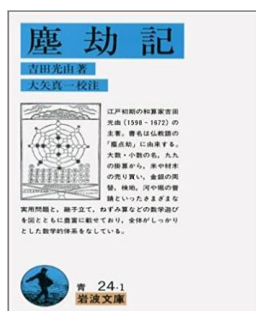 塵劫記
吉田光由著
大矢真一校注
江戸初期の和算家吉田
光由（1598-1672）の
主著。書名は仏教語の
「塵点劫」に由来する。
大数・小数の名、九九
の掛算から、米や材木
の売り買い、金銀の両
替、検地、河や堀の普
請といったさまざまな
実用問題と、継子立て、ねずみ算などの数学遊び
を図とともに豊富に載せており、全体がしっかり
とした数学的体系をなしている。
青 24-1
岩波文庫